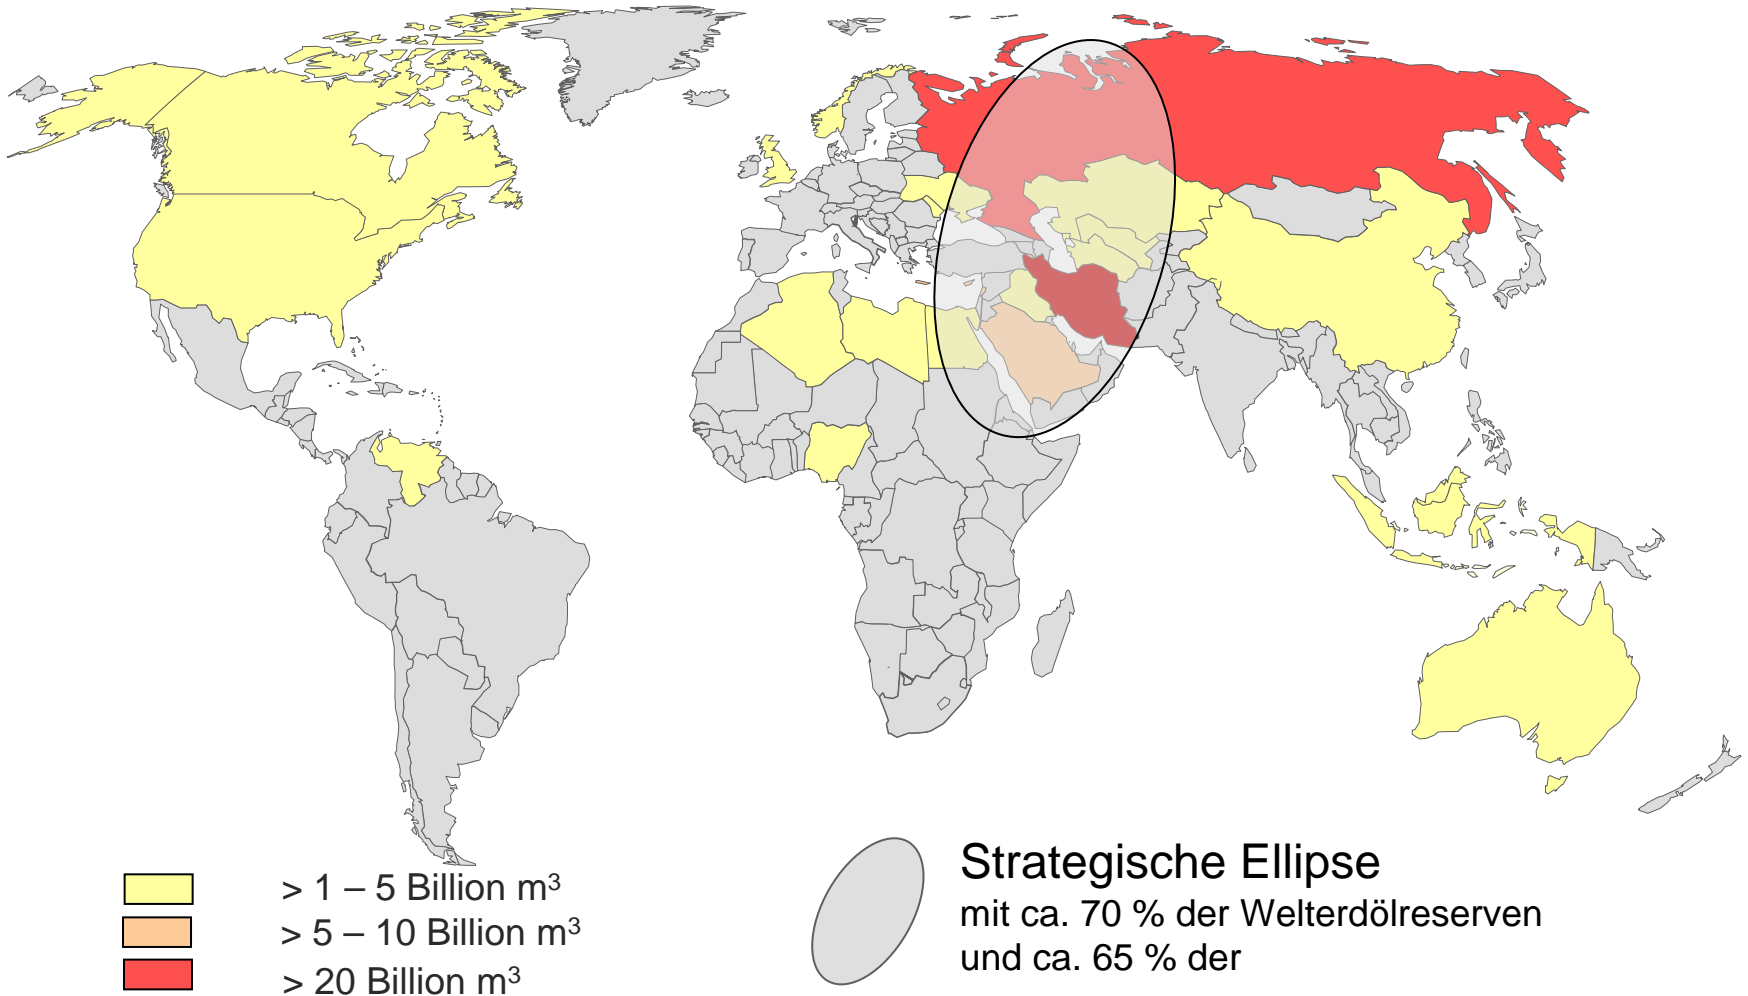 > 1 – 5 Billion m³
> 5 – 10 Billion m³
> 20 Billion m³
Strategische Ellipse
mit ca. 70 % der Welterdölreserven
und ca. 65 % der